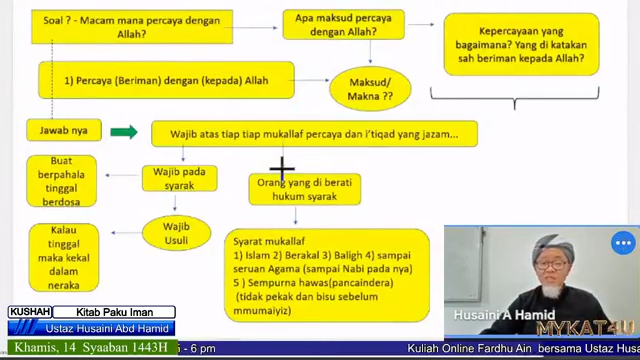 Soal ? - Macam mana percaya dengan
Allah?
Apa maksud percaya
dengan Allah?
Kepercayaan yang
bagaimana? Yang di katakan
sah beriman kepada Allah?
1) Percaya (Beriman) dengan (kepada) Allah
Maksud/
Makna ??
Jawab nya
Wajib atas tiap tiap mukallaf percaya dan i'tiqad yang jazam...
Buat
berpahala
tinggal
berdosa
Wajib pada
syarak
Orang yang di berati
hukum syarak
Kalau
tinggal
maka kekal
dalam
neraka
Wajib
Usuli
Syarat mukallaf
1) Islam 2) Berakal 3) Baligh 4) sampai
seruan Agama (sampai Nabi pada nya)
5 ) Sempurna hawas(pancaindera)
(tidak pekak dan bisu sebelum
mmumaiyiz)
Husaini A Hamid
MYKAT4U
KUSHAH Kitab Paku Iman
Ustaz Husaini Abd Hamid
Khamis, 14 Syaaban 1443H
5 - 6 pm
Kuliah Online Fardhu Ain bersama Ustaz Husa